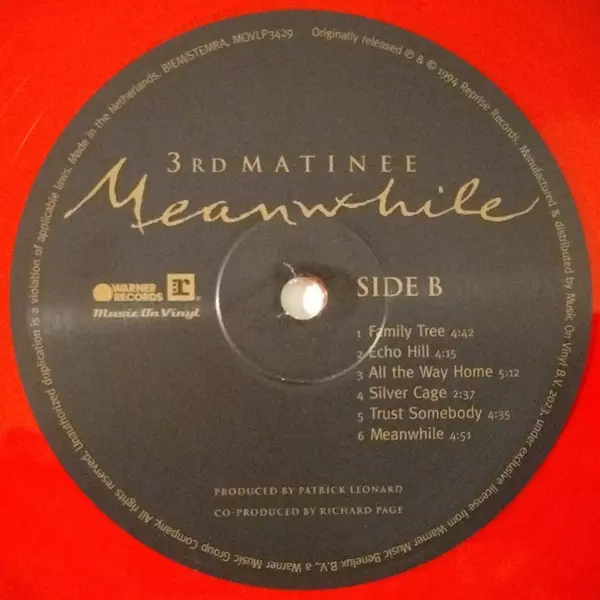 3RD MATINEE
Meanwhile
WARNER RECORDS
r
Music On Vinyl
SIDE B
1 Family Tree 4:42
2 Echo Hill 4:15
3 All the Way Home 5:12
4 Silver Cage 2:37
5 Trust Somebody 4:35
6 Meanwhile 4:51
PRODUCED BY PATRICK LEONARD
CO-PRODUCED BY RICHARD PAGE
Originally released ℗ & © 1994 Reprise Records. Manufactured & distributed by Music On Vinyl B.V. 2023, under exclusive license from Warner Music Benelux B.V., a Warner Music Group Company. All rights reserved. Unauthorized duplication is a violation of applicable laws. Made in the Netherlands. BIEM/STEMRA. MOVLP3429